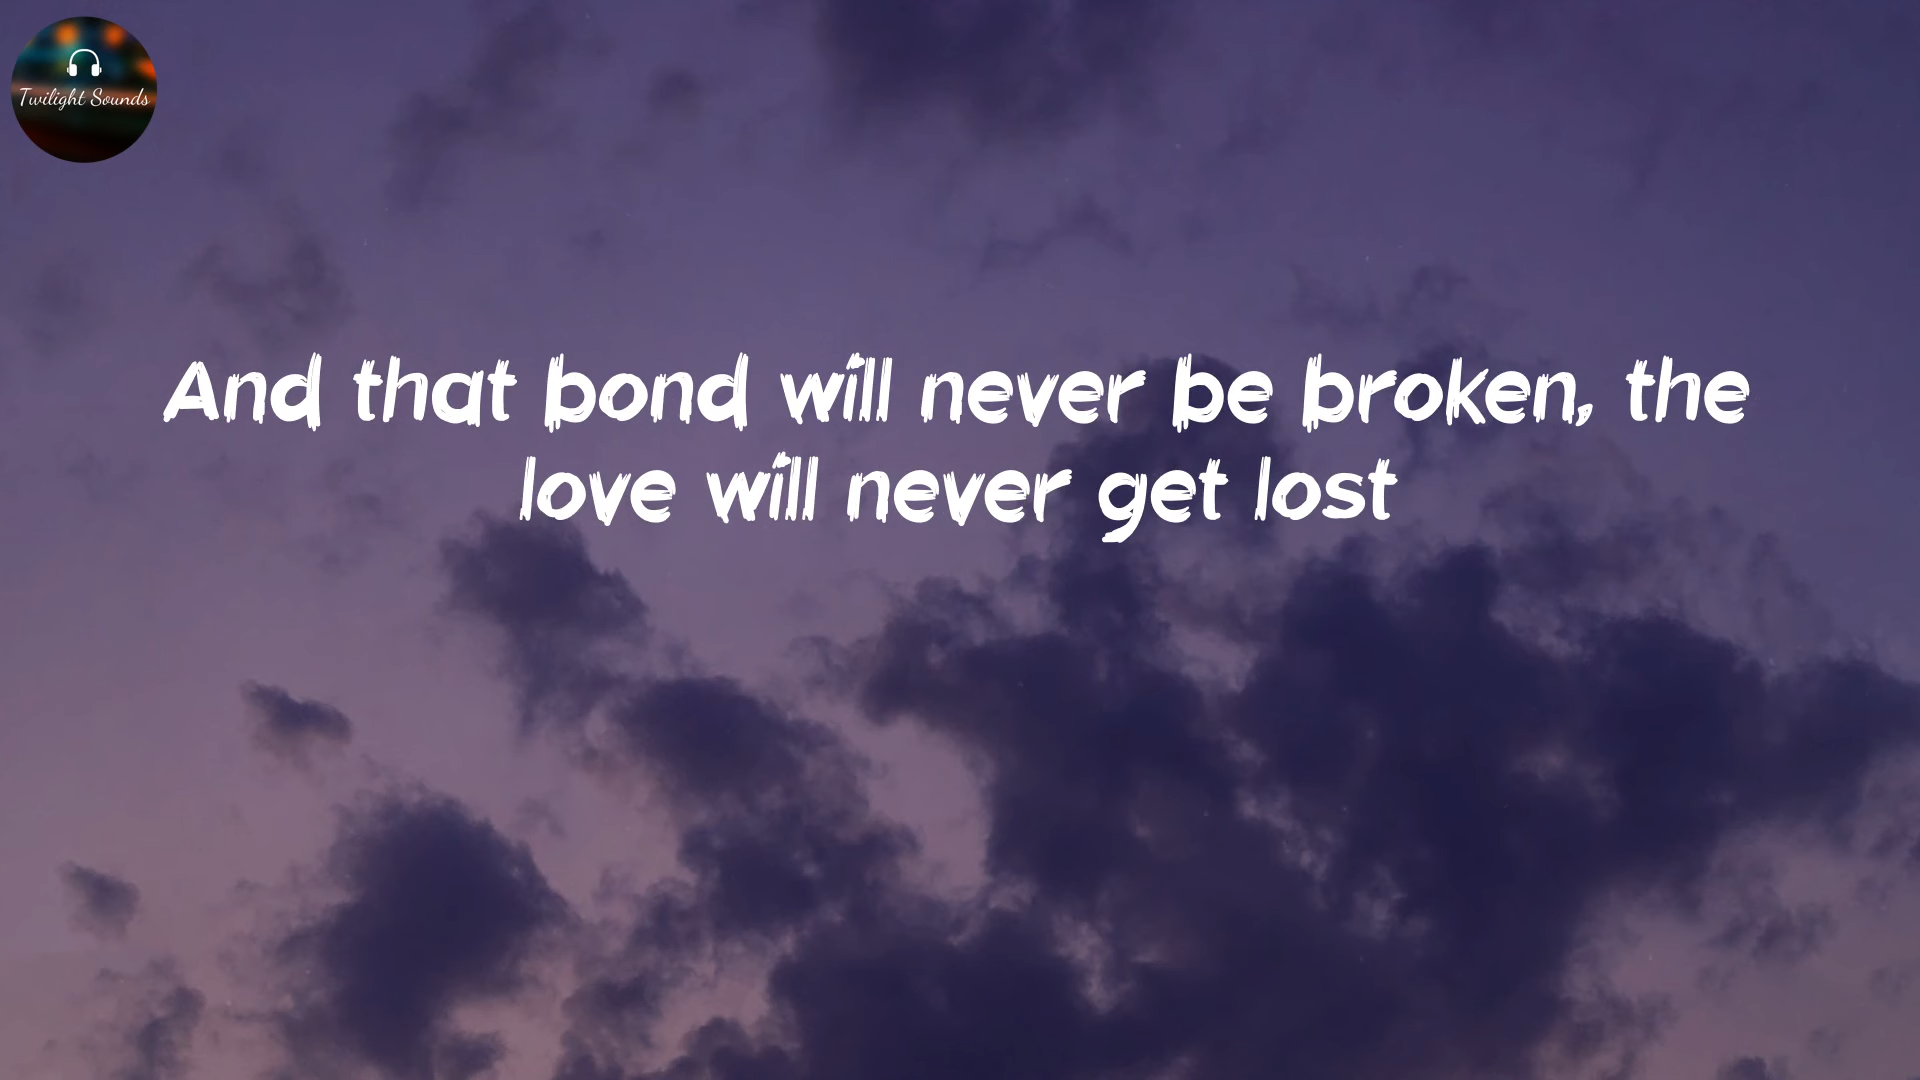 Twilight Sounds
And that bond will never be broken, the
love will never get lost